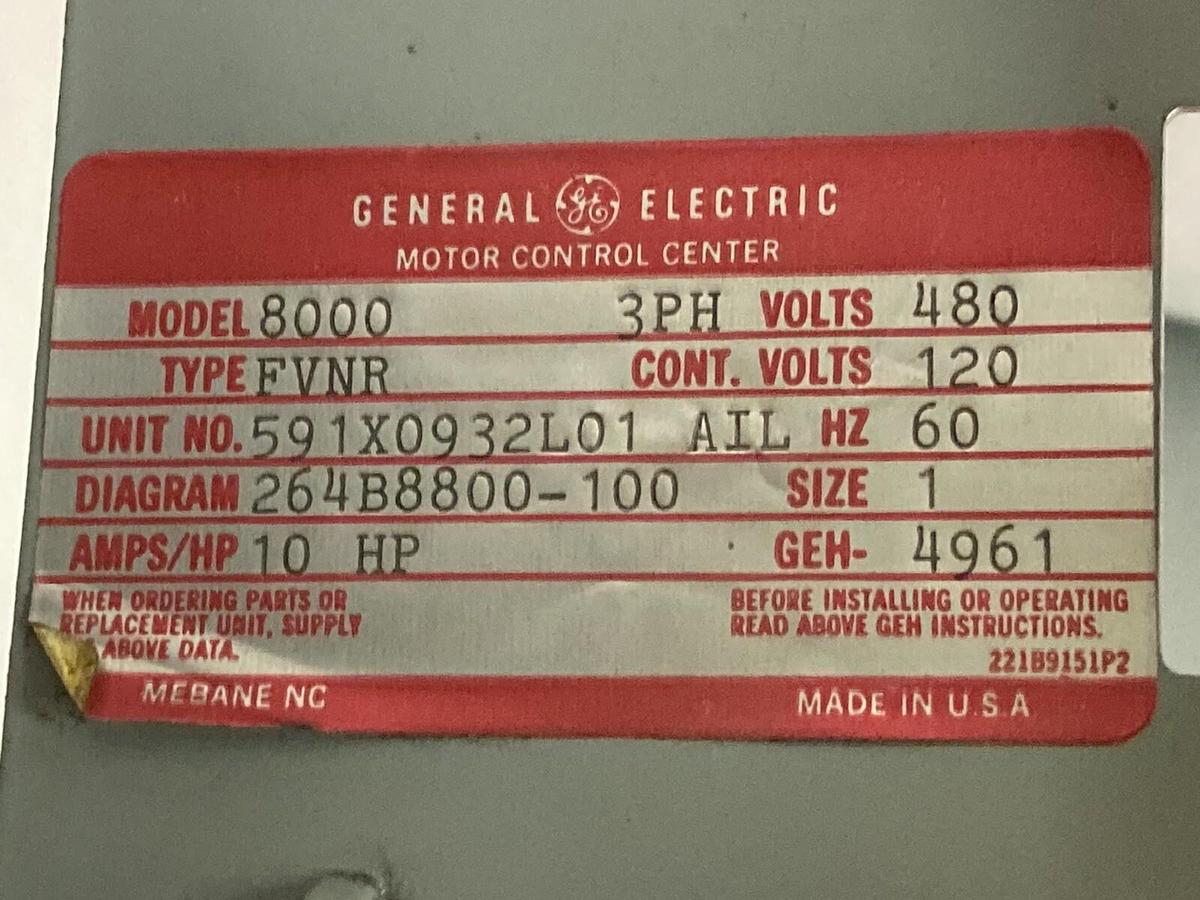 GENERAL GE ELECTRIC
MOTOR CONTROL CENTER
MODEL 8000 3PH VOLTS 480
TYPE FVNR CONT. VOLTS 120
UNIT NO. 591X0932L01 AIL HZ 60
DIAGRAM 264B8800-100 SIZE 1
AMPS/HP 10 HP GEH- 4961
WHEN ORDERING PARTS OR
REPLACEMENT UNIT, SUPPLY
ABOVE DATA.
BEFORE INSTALLING OR OPERATING
READ ABOVE GEH INSTRUCTIONS.
221B9151P2
MEBANE NC MADE IN U.S.A